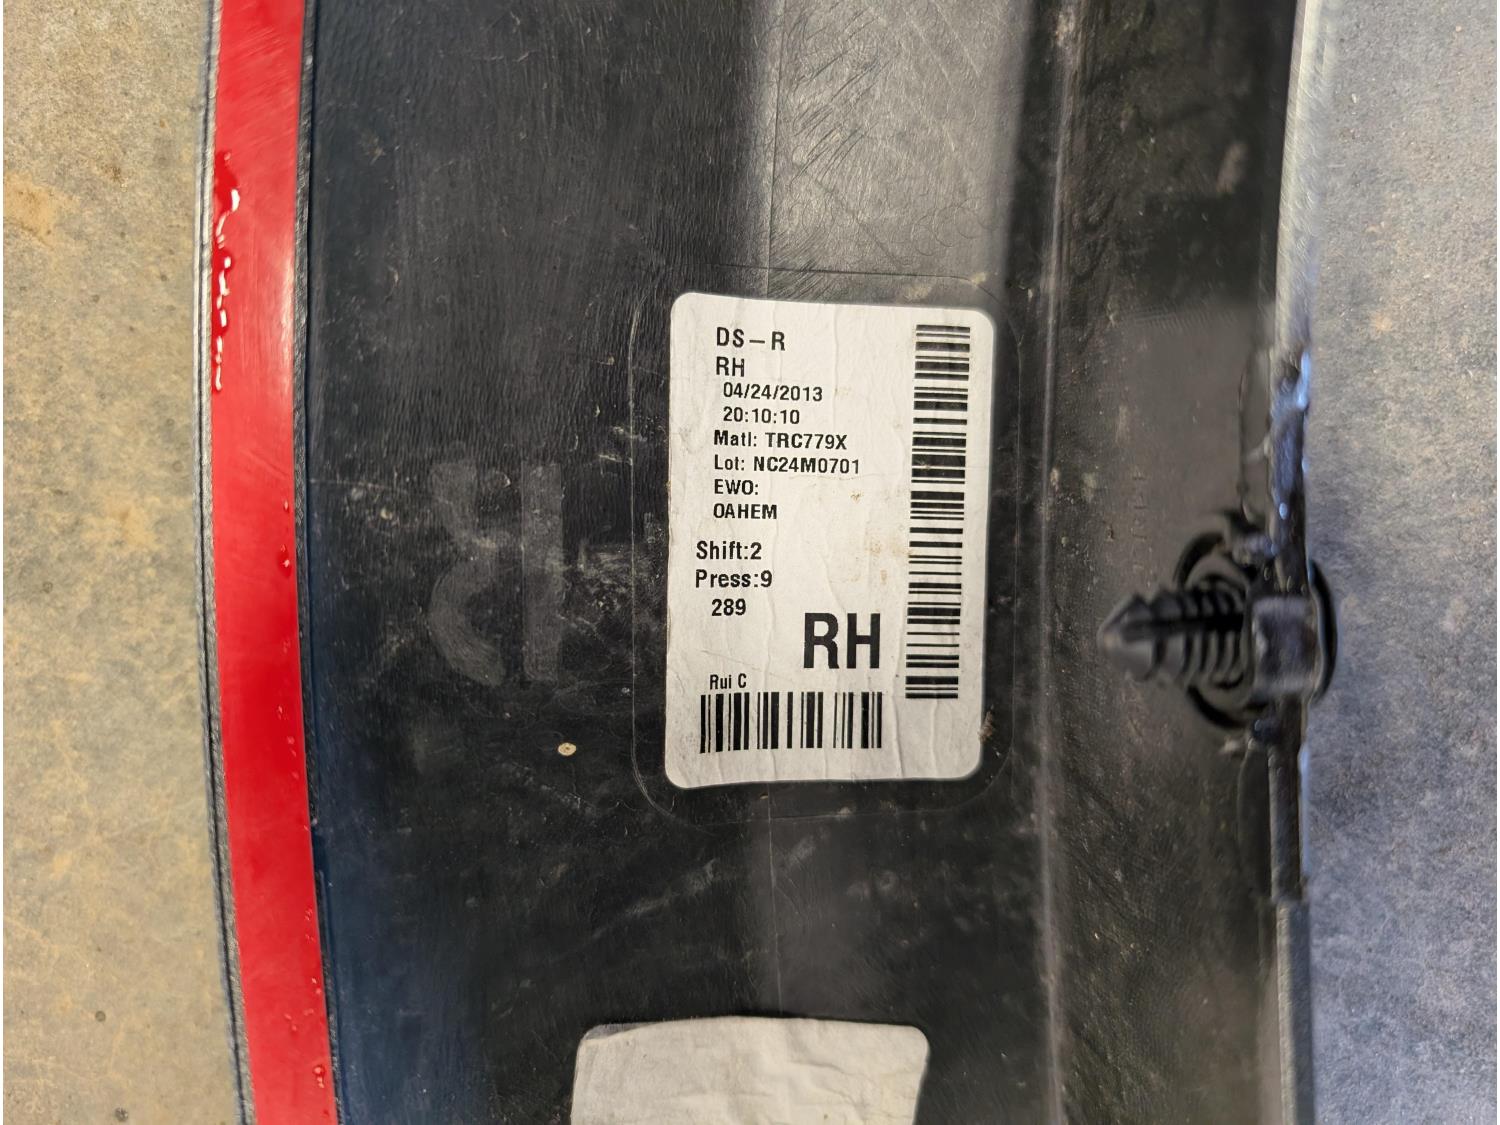 DS-R
RH
04/24/2013
20:10:10
Matl: TRC779X
Lot: NC24M0701
EWO:
OAHEM
Shift:2
Press:9
289
RH
Rui C